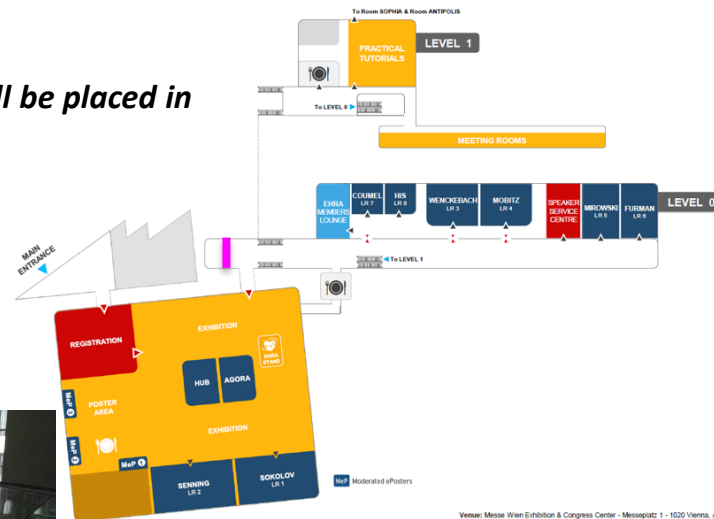 To Room SOPHIA & Room ANTIPOLIS
PRACTICAL
TUTORIALS
LEVEL 1
ll be placed in
To LEVEL 0
MEETING ROOMS
EHRA
MEMBERS
LOUNGE
COUMEL
LR 7
HIS
LR 8
WENCKEBACH
LR 3
MOBITZ
LR 4
SPEAKER
SERVICE
CENTRE
MIROWSKI
LR 5
FURMAN
LR 6
LEVEL 0
MAIN
ENTRANCE
To LEVEL 1
REGISTRATION
EXHIBITION
EHRA
STAND
HUB
AGORA
MeP 3
POSTER
AREA
MeP 2
EXHIBITION
MeP 1
SENNING
LR 2
SOKOLOV
LR 1
MeP Moderated ePosters
Venue: Messe Wien Exhibition & Congress Center - Messeplatz 1 - 1020 Vienna,